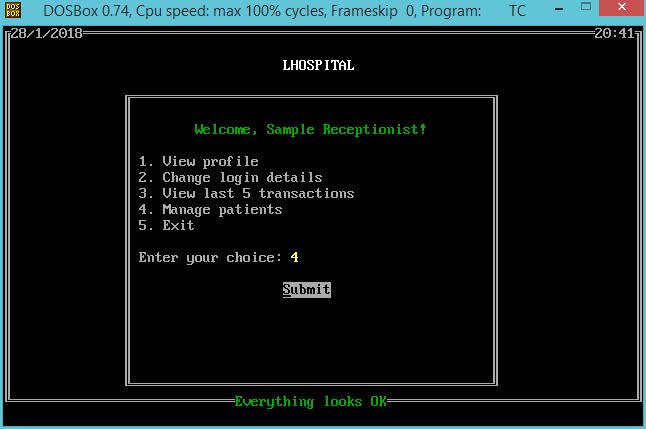 DOSBox 0.74, Cpu speed: max 100% cycles, Frameskip 0, Program: TC
28/1/2018 20:41
LHOSPITAL
Welcome, Sample Receptionist!
1. View profile
2. Change login details
3. View last 5 transactions
4. Manage patients
5. Exit
Enter your choice: 4
Submit
Everything looks OK